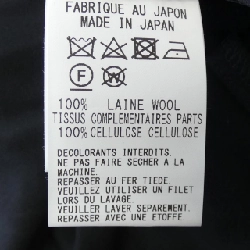 FABRIQUE AU JAPON
MADE IN JAPAN
F W
100% LAINE WOOL
TISSUS COMPLEMENTAIRES PARTS
100% CELLULOSE CELLULOSE
DECOLORANTS INTERDITS.
NE PAS FAIRE SECHER A LA
MACHINE.
REPASSER AU FER TIEDE.
VEUILLEZ UTILISER UN FILET
LORS DU LAVAGE.
VEUILLER LAVER SEPAREMENT.
REPASSER AVEC UNE ETOFFE.